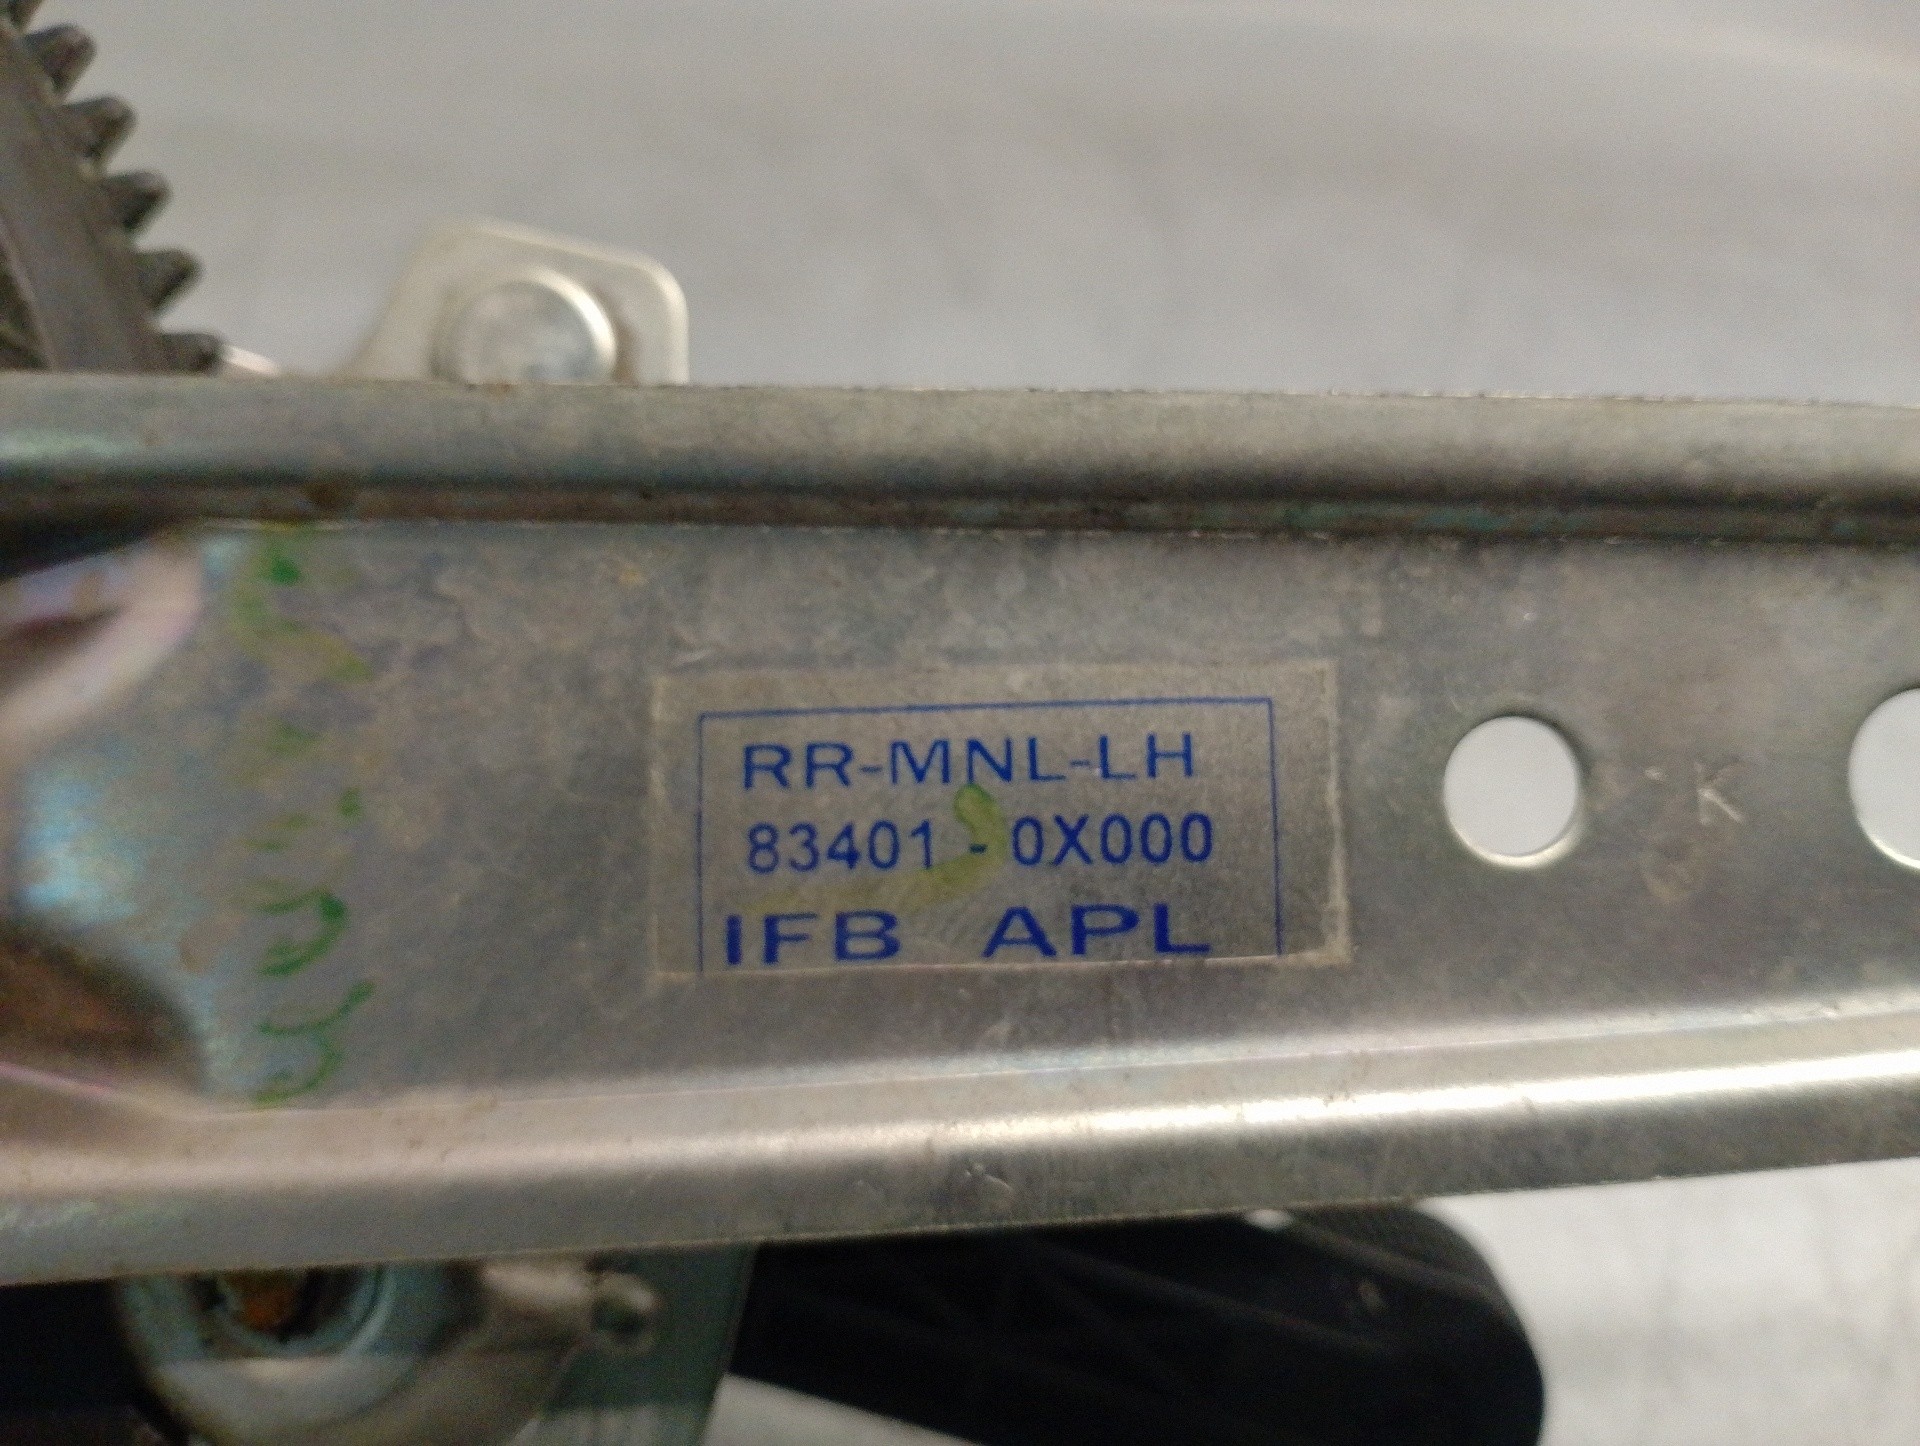 RR-MNL-LH
83401 - 0X000
IFB APL
K